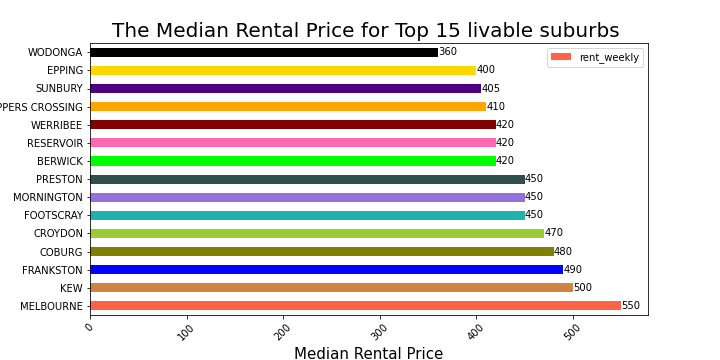 The Median Rental Price for Top 15 livable suburbs
rent_weekly
WODONGA 360
EPPING 400
SUNBURY 405
PPERS CROSSING 410
WERRIBEE 420
RESERVOIR 420
BERWICK 420
PRESTON 450
MORNINGTON 450
FOOTSCRAY 450
CROYDON 470
COBURG 480
FRANKSTON 490
KEW 500
MELBOURNE 550
0 100 200 300 400 500
Median Rental Price